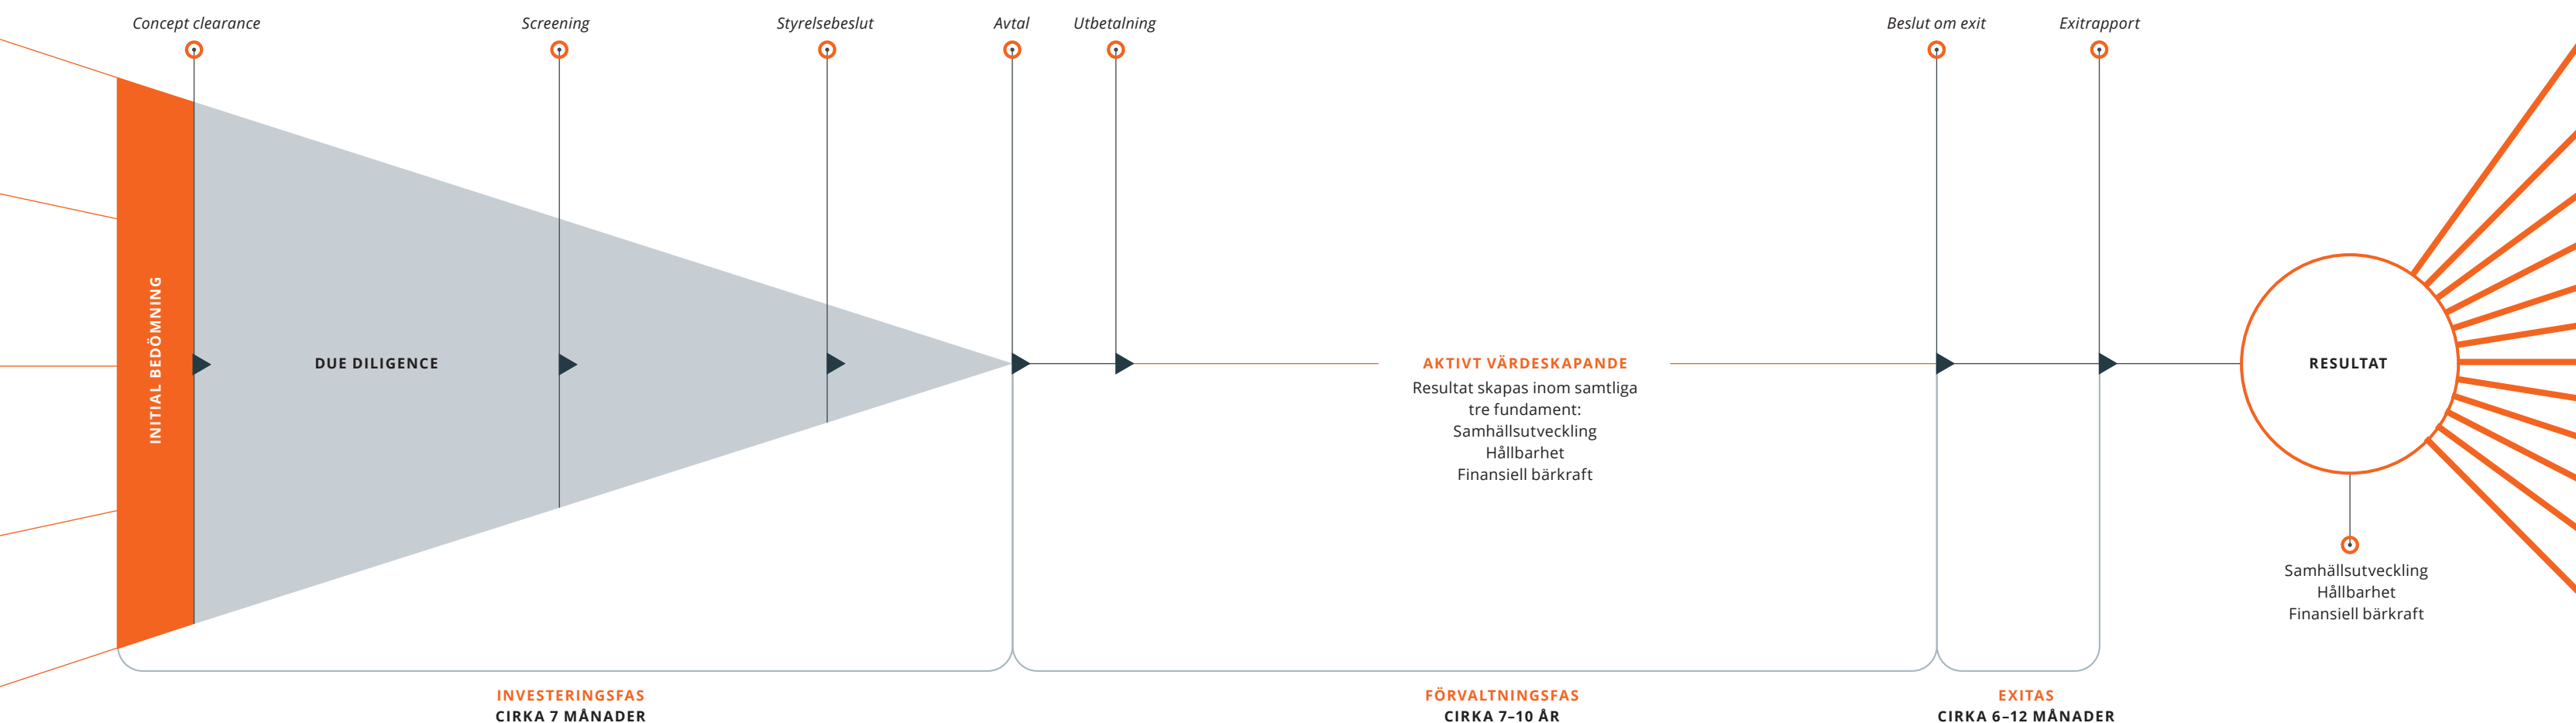 Concept clearance
Screening
Styrelsebeslut
Avtal
Utbetalning
Beslut om exit
Exitrapport
INITIAL BEDÖMNING
DUE DILIGENCE
AKTIVT VÄRDESKAPANDE
Resultat skapas inom samtliga
tre fundament:
Samhällsutveckling
Hållbarhet
Finansiell bärkraft
RESULTAT
Samhällsutveckling
Hållbarhet
Finansiell bärkraft
INVESTERINGSFAS
CIRKA 7 MÅNADER
FÖRVALTNINGSFAS
CIRKA 7–10 ÅR
EXITAS
CIRKA 6–12 MÅNADER